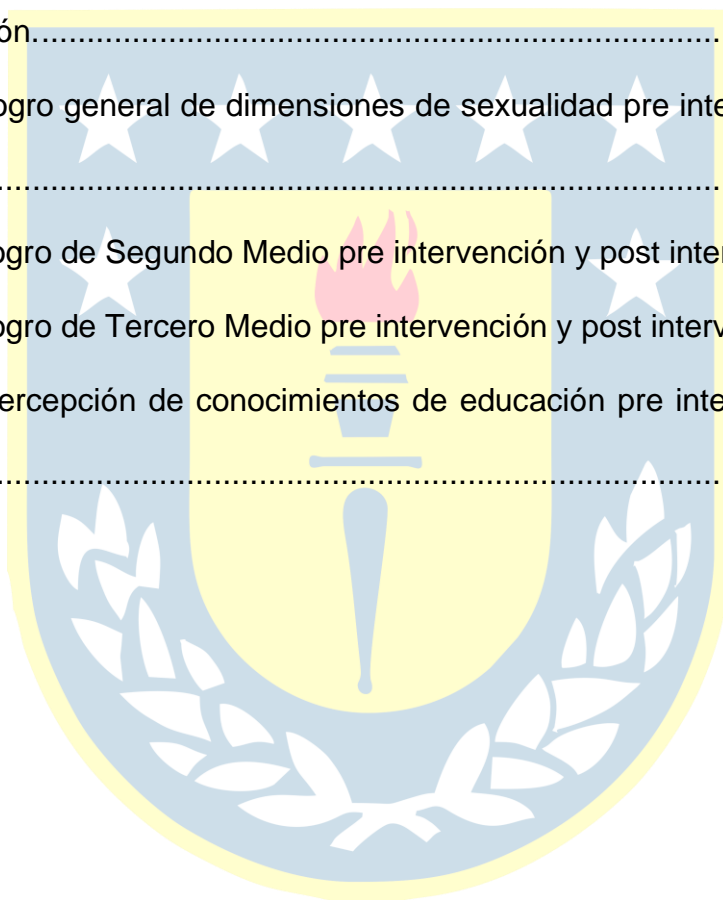 ón.......................................................................................
ogro general de dimensiones de sexualidad pre inte
..........................................................................................
ogro de Segundo Medio pre intervención y post inter
ogro de Tercero Medio pre intervención y post interv
ercepción de conocimientos de educación pre inte
..........................................................................................